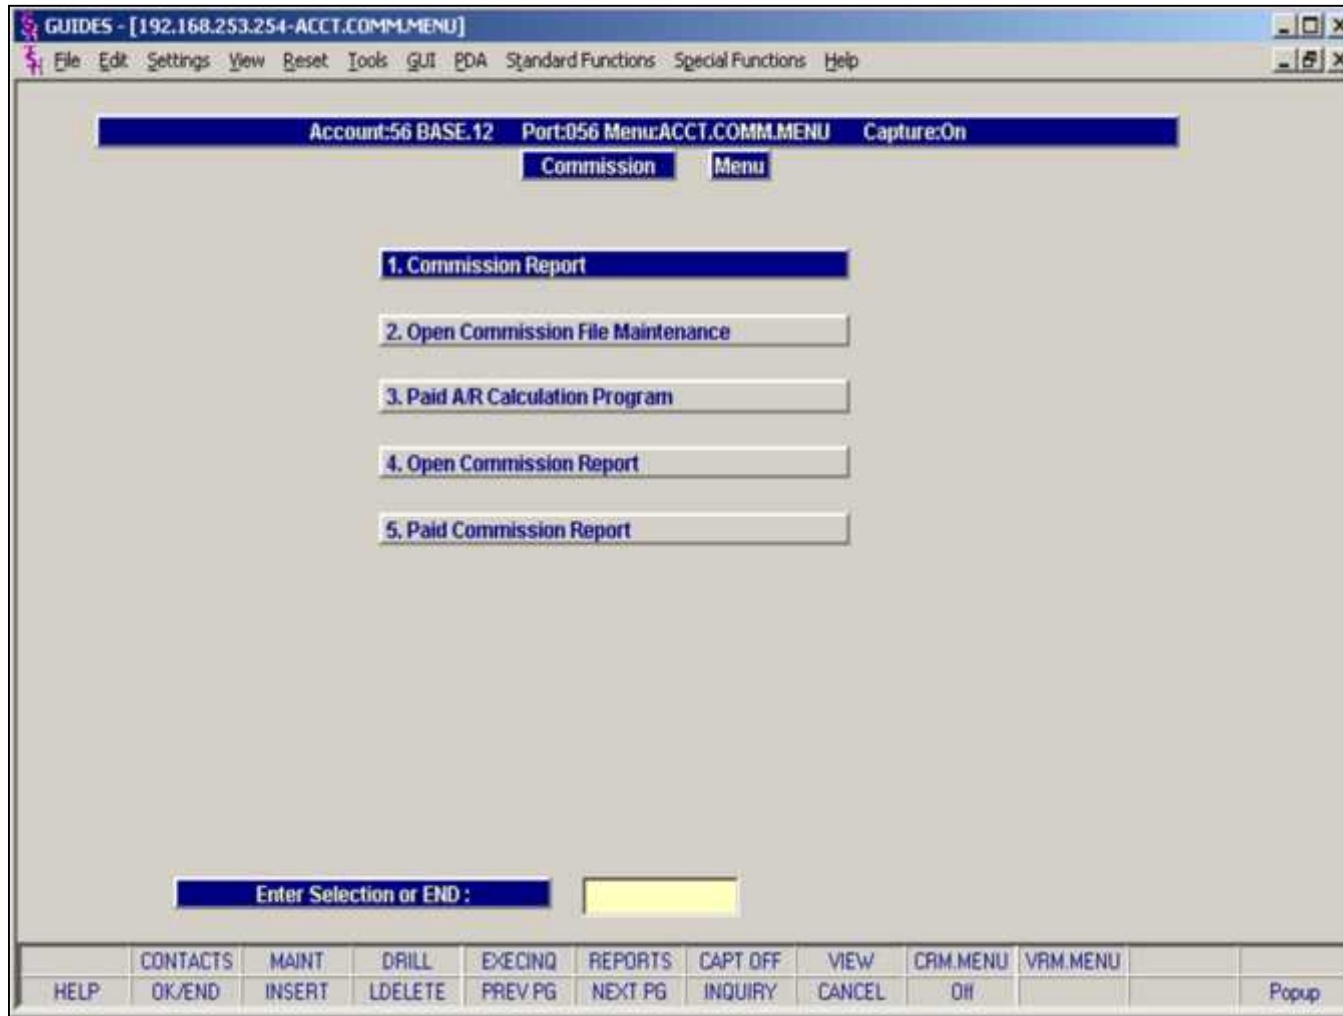 GUIDES - [192.168.253.254-ACCT.COMM.MENU]
File Edit Settings View Reset Tools GUI PDA Standard Functions Special Functions Help
Account:56 BASE.12 Port:056 Menu:ACCT.COMM.MENU Capture:On
Commission Menu
1. Commission Report
2. Open Commission File Maintenance
3. Paid A/R Calculation Program
4. Open Commission Report
5. Paid Commission Report
Enter Selection or END :
CONTACTS MAINT DRILL EXECINQ REPORTS CAPT OFF VIEW CRM.MENU VRM.MENU
HELP OK/END INSERT LDELETE PREV PG NEXT PG INQUIRY CANCEL Off Popup